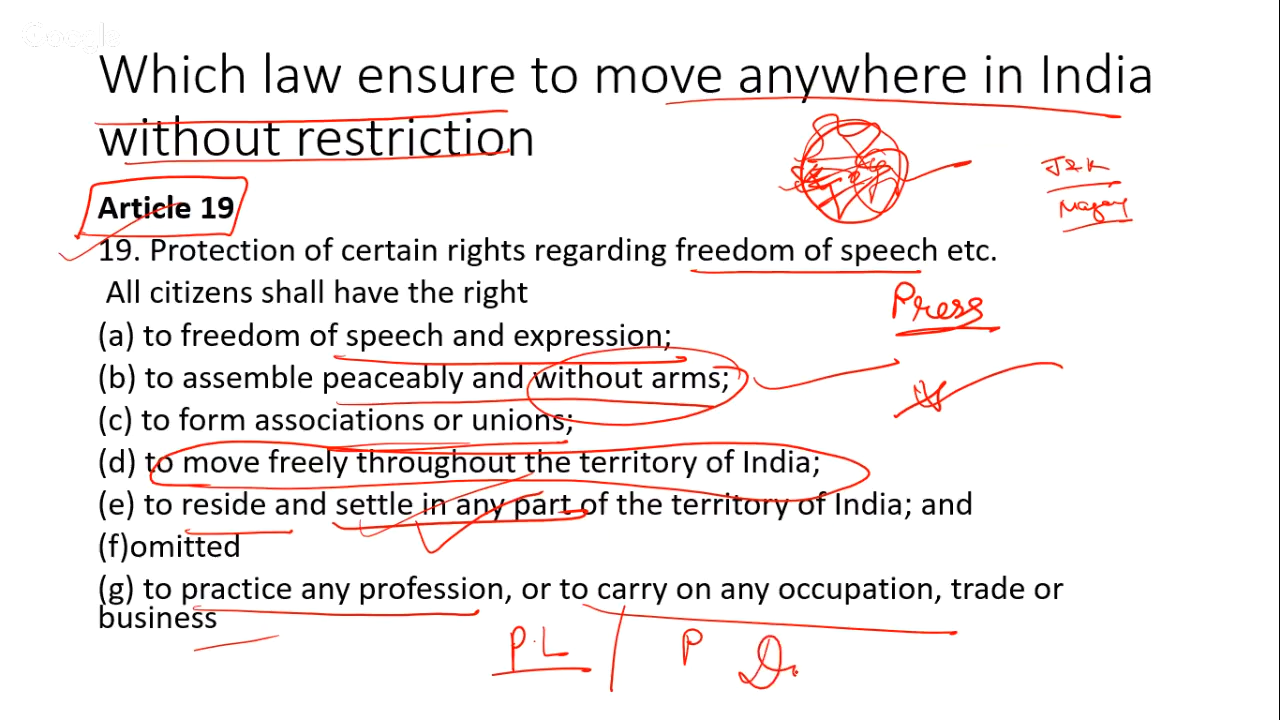 Google
Which law ensure to move anywhere in India
without restriction
J&K
Article 19
19. Protection of certain rights regarding freedom of speech etc.
All citizens shall have the right
Press
(a) to freedom of speech and expression;
(b) to assemble peaceably and without arms;
(c) to form associations or unions;
(d) to move freely throughout the territory of India;
(e) to reside and settle in any part of the territory of India; and
(f)omitted
(g) to practice any profession, or to carry on any occupation, trade or
business
P.L P